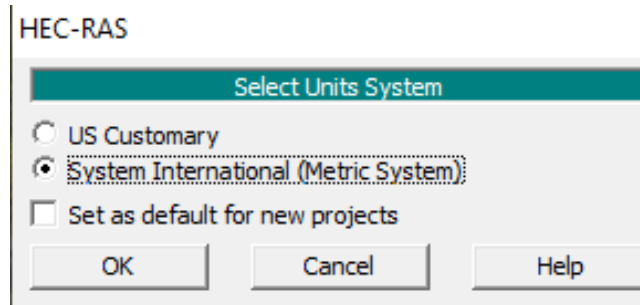 HEC-RAS
Select Units System
US Customary
System International (Metric System)
Set as default for new projects
OK Cancel Help